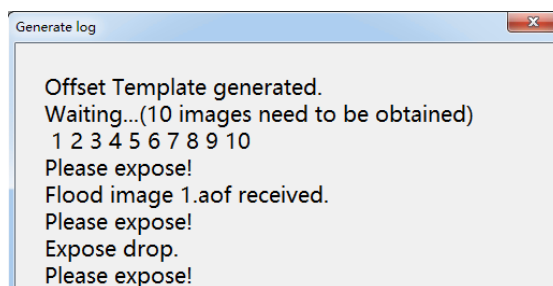 Generate log
Offset Template generated.
Waiting...(10 images need to be obtained)
1 2 3 4 5 6 7 8 9 10
Please expose!
Flood image 1.aof received.
Please expose!
Expose drop.
Please expose!